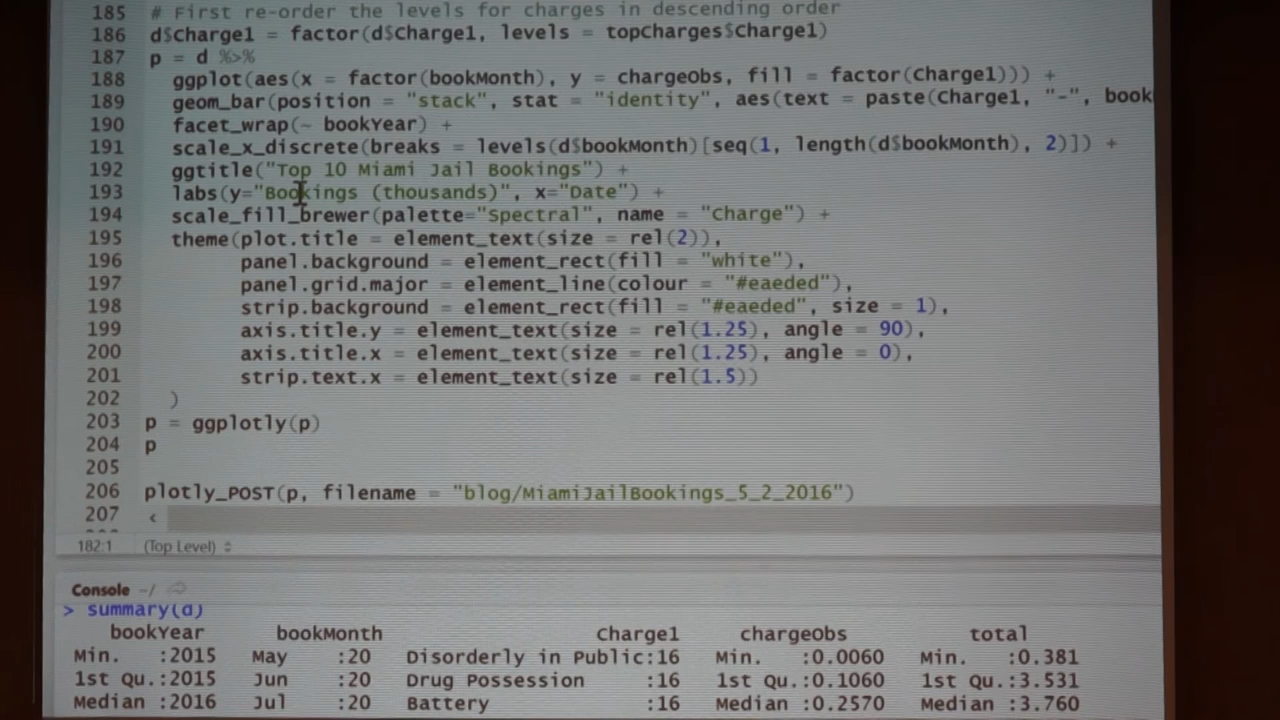 185 # First re-order the levels for charges in descending order
186 d$Charge1 = factor(d$Charge1, levels = topCharges$Charge1)
187 p = d %>%
188 ggplot(aes(x = factor(bookMonth), y = chargeObs, fill = factor(Charge1))) +
189 geom_bar(position = "stack", stat = "identity", aes(text = paste(Charge1, "-", book
190 facet_wrap(~ bookYear) +
191 scale_x_discrete(breaks = levels(d$bookMonth)[seq(1, length(d$bookMonth), 2)]) +
192 ggtitle("Top 10 Miami Jail Bookings") +
193 labs(y="Bookings (thousands)", x="Date") +
194 scale_fill_brewer(palette="Spectral", name = "Charge") +
195 theme(plot.title = element_text(size = rel(2)),
196 panel.background = element_rect(fill = "white"),
197 panel.grid.major = element_line(colour = "#eaeded"),
198 strip.background = element_rect(fill = "#eaeded", size = 1),
199 axis.title.y = element_text(size = rel(1.25), angle = 90),
200 axis.title.x = element_text(size = rel(1.25), angle = 0),
201 strip.text.x = element_text(size = rel(1.5))
202 )
203 p = ggplotly(p)
204 p
205
206 plotly_POST(p, filename = "blog/MiamiJailBookings_5_2_2016")
207
182:1 (Top Level)
Console ~/
> summary(d)
bookYear bookMonth Charge1 chargeObs total
Min. :2015 May :20 Disorderly in Public:16 Min. :0.0060 Min. :0.381
1st Qu.:2015 Jun :20 Drug Possession :16 1st Qu.:0.1060 1st Qu.:3.531
Median :2016 Jul :20 Battery :16 Median :0.2570 Median :3.760